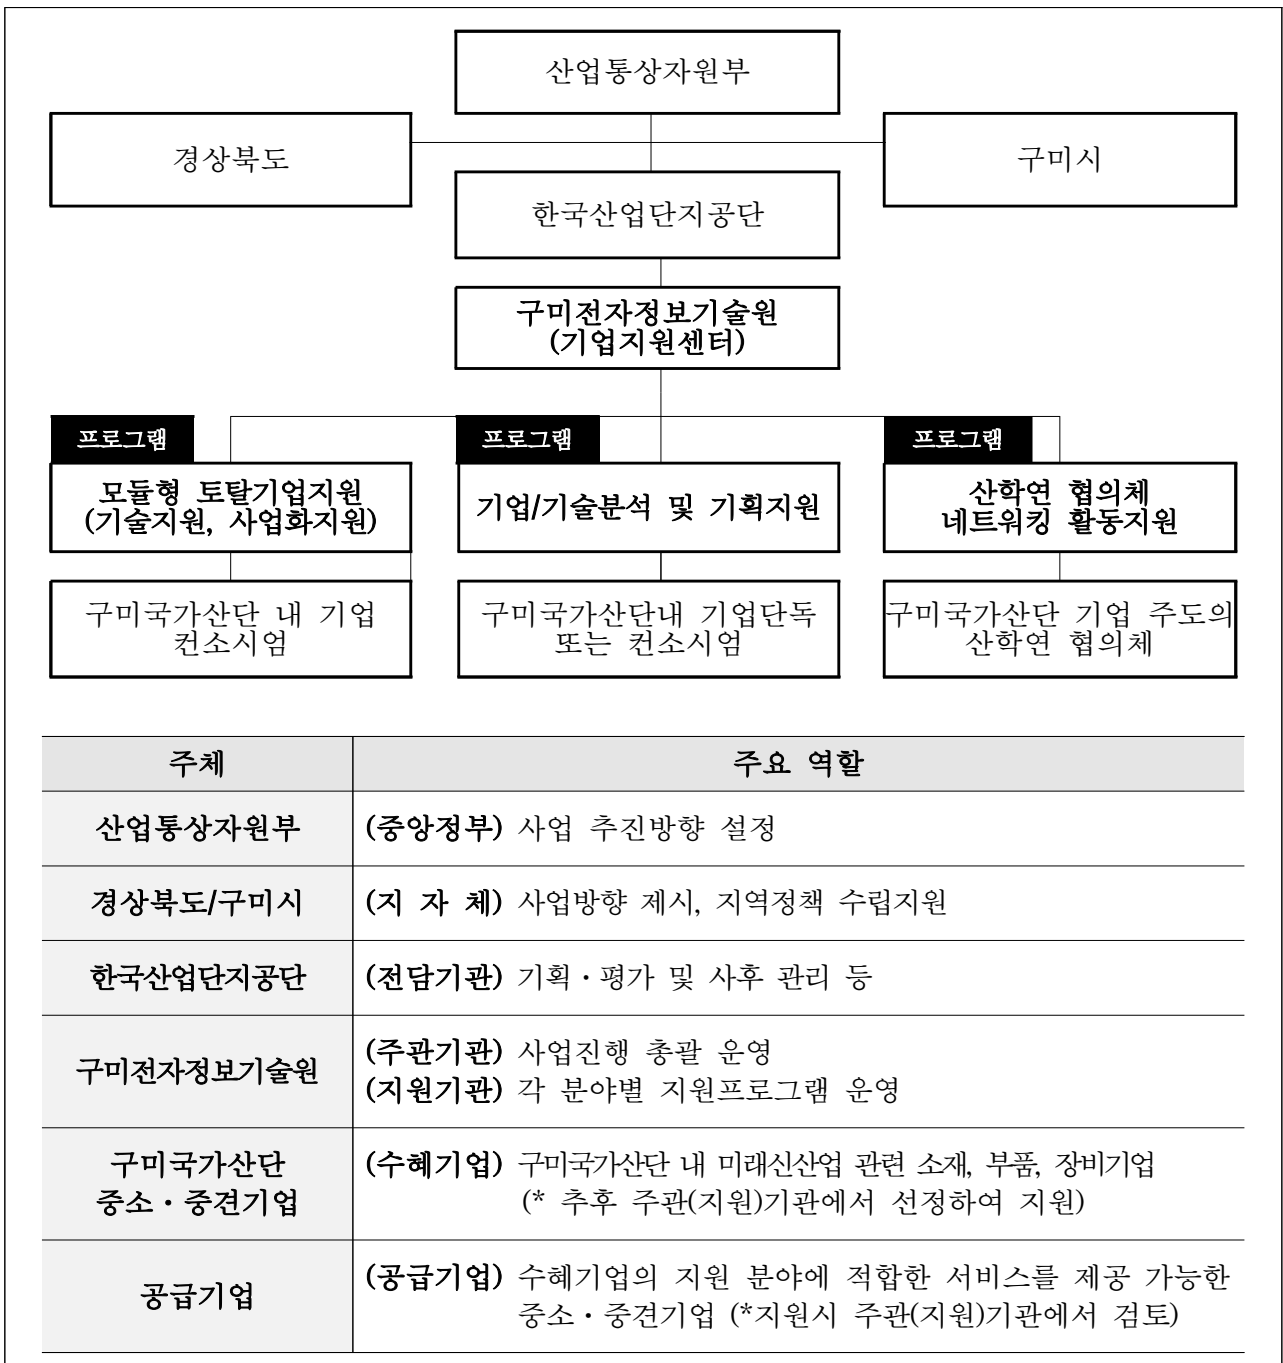 산업통상자원부
경상북도
구미시
한국산업단지공단
구미전자정보기술원
(기업지원센터)
프로그램
프로그램
프로그램
모듈형 토탈기업지원
(기술지원, 사업화지원)
기업/기술분석 및 기획지원
산학연 협의체
네트워킹 활동지원
구미국가산단 내 기업
컨소시엄
구미국가산단내 기업단독
또는 컨소시엄
구미국가산단 기업 주도의
산학연 협의체
주체
주요 역할
산업통상자원부
(중앙정부) 사업 추진방향 설정
경상북도/구미시
(지 자 체) 사업방향 제시, 지역정책 수립지원
한국산업단지공단
(전담기관) 기획・평가 및 사후 관리 등
구미전자정보기술원
(주관기관) 사업진행 총괄 운영
(지원기관) 각 분야별 지원프로그램 운영
구미국가산단
중소・중견기업
(수혜기업) 구미국가산단 내 미래신산업 관련 소재, 부품, 장비기업
(* 추후 주관(지원)기관에서 선정하여 지원)
공급기업
(공급기업) 수혜기업의 지원 분야에 적합한 서비스를 제공 가능한
중소・중견기업 (*지원시 주관(지원)기관에서 검토)